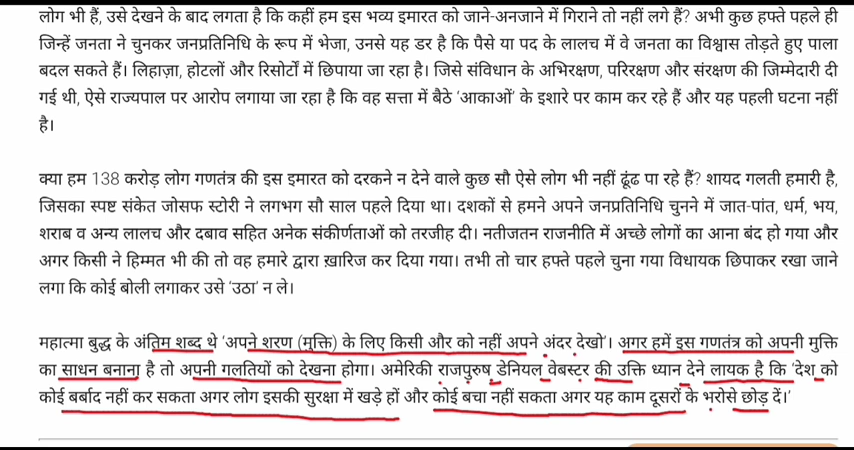 लोग भी हैं, उसे देखने के बाद लगता है कि कहीं हम इस भव्य इमारत को जाने-अनजाने में गिराने तो नहीं लगे हैं? अभी कुछ हफ्ते पहले ही
जिन्हें जनता ने चुनकर जनप्रतिनिधि के रूप में भेजा, उनसे यह डर है कि पैसे या पद के लालच में वे जनता का विश्वास तोड़ते हुए पाला
बदल सकते हैं। लिहाज़ा, होटलों और रिसोर्टों में छिपाया जा रहा है। जिसे संविधान के अभिरक्षण, परिरक्षण और संरक्षण की जिम्मेदारी दी
गई थी, ऐसे राज्यपाल पर आरोप लगाया जा रहा है कि वह सत्ता में बैठे 'आकाओं' के इशारे पर काम कर रहे हैं और यह पहली घटना नहीं
है।
क्या हम 138 करोड़ लोग गणतंत्र की इस इमारत को दरकने न देने वाले कुछ सौ ऐसे लोग भी नहीं ढूंढ पा रहे हैं? शायद गलती हमारी है,
जिसका स्पष्ट संकेत जोसफ स्टोरी ने लगभग सौ साल पहले दिया था। दशकों से हमने अपने जनप्रतिनिधि चुनने में जात-पांत, धर्म, भय,
शराब व अन्य लालच और दबाव सहित अनेक संकीर्णताओं को तरजीह दी। नतीजतन राजनीति में अच्छे लोगों का आना बंद हो गया और
अगर किसी ने हिम्मत भी की तो वह हमारे द्वारा ख़ारिज कर दिया गया। तभी तो चार हफ्ते पहले चुना गया विधायक छिपाकर रखा जाने
लगा कि कोई बोली लगाकर उसे 'उठा' न ले।
महात्मा बुद्ध के अंतिम शब्द थे 'अपने शरण (मुक्ति) के लिए किसी और को नहीं अपने अंदर देखो'। अगर हमें इस गणतंत्र को अपनी मुक्ति
का साधन बनाना है तो अपनी गलतियों को देखना होगा। अमेरिकी राजपुरुष डेनियल वेबस्टर की उक्ति ध्यान देने लायक है कि 'देश को
कोई बर्बाद नहीं कर सकता अगर लोग इसकी सुरक्षा में खड़े हों और कोई बचा नहीं सकता अगर यह काम दूसरों के भरोसे छोड़ दें।'